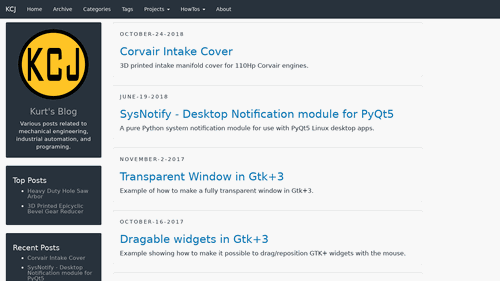 KCJ Home Archive Categories Tags Projects HowTos About
KCJ
Kurt's Blog
Various posts related to
mechanical engineering,
industrial automation, and
programing.
Top Posts
Heavy Duty Hole Saw
Arbor
3D Printed Epicyclic
Bevel Gear Reducer
Recent Posts
Corvair Intake Cover
SysNotify - Desktop
Notification module for
PyQt5
OCTOBER-24-2018
Corvair Intake Cover
3D printed intake manifold cover for 110Hp Corvair engines.
JUNE-19-2018
SysNotify - Desktop Notification module for PyQt5
A pure Python system notification module for use with PyQt5 Linux desktop apps.
NOVEMBER-2-2017
Transparent Window in Gtk+3
Example of how to make a fully transparent window in Gtk+3.
OCTOBER-16-2017
Dragable widgets in Gtk+3
Example showing how to make it possible to drag/reposition GTK+ widgets with the mouse.